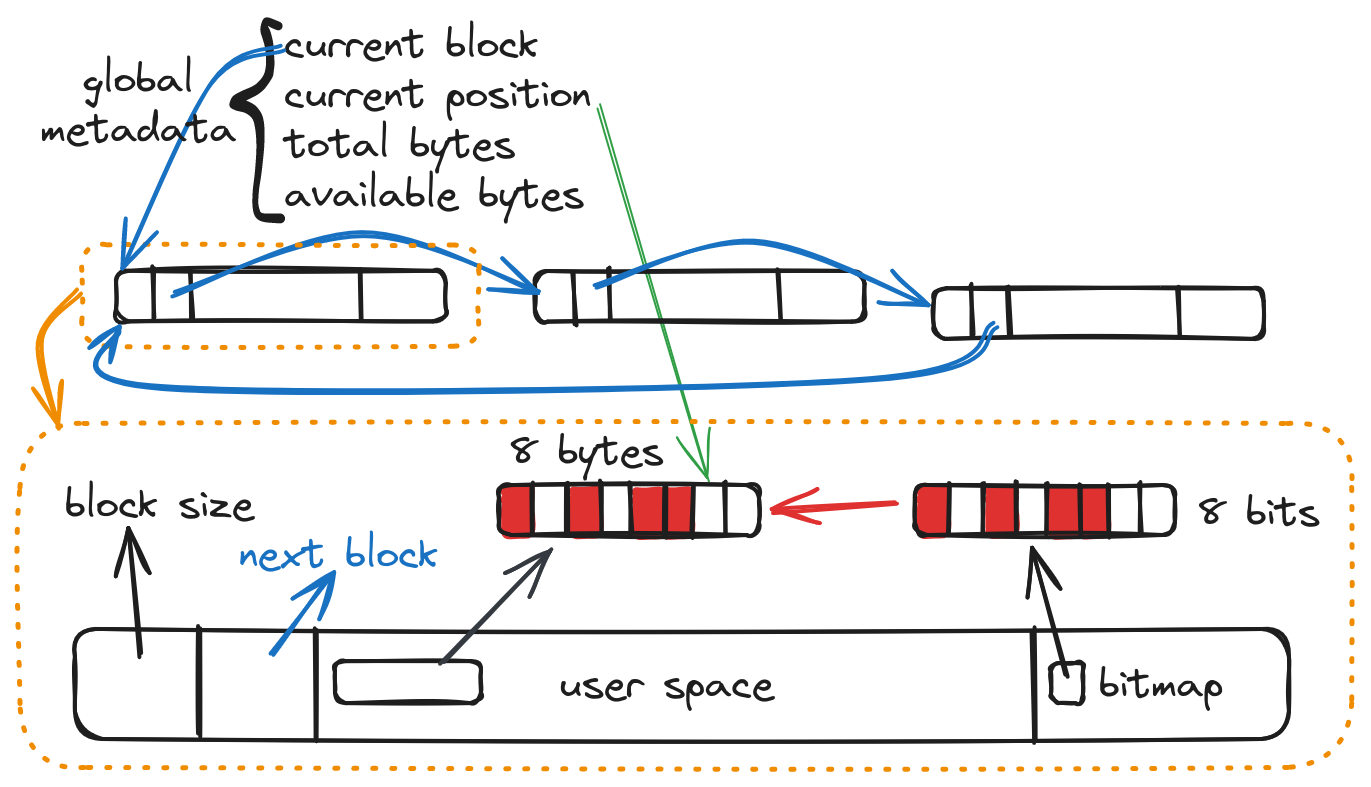 global
metadata
current block
current position
total bytes
available bytes
8 bytes
8 bits
block size
next block
user space
bitmap